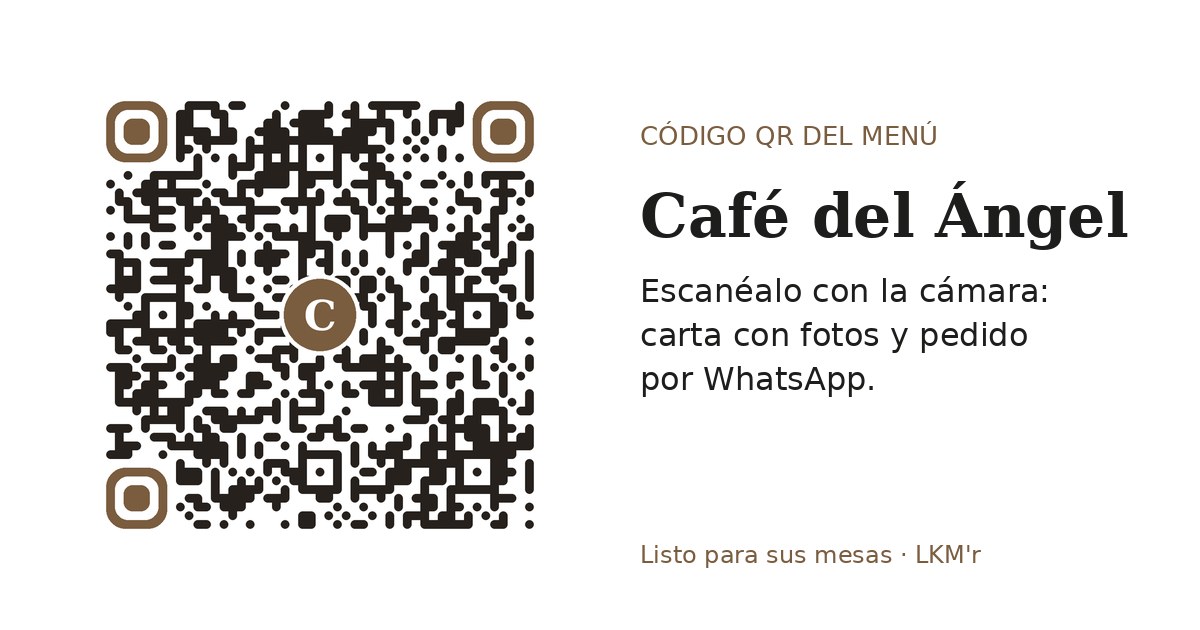 C
CÓDIGO QR DEL MENÚ
Café del Ángel
Escanéalo con la cámara:
carta con fotos y pedido
por WhatsApp.
Listo para sus mesas · LKM'r